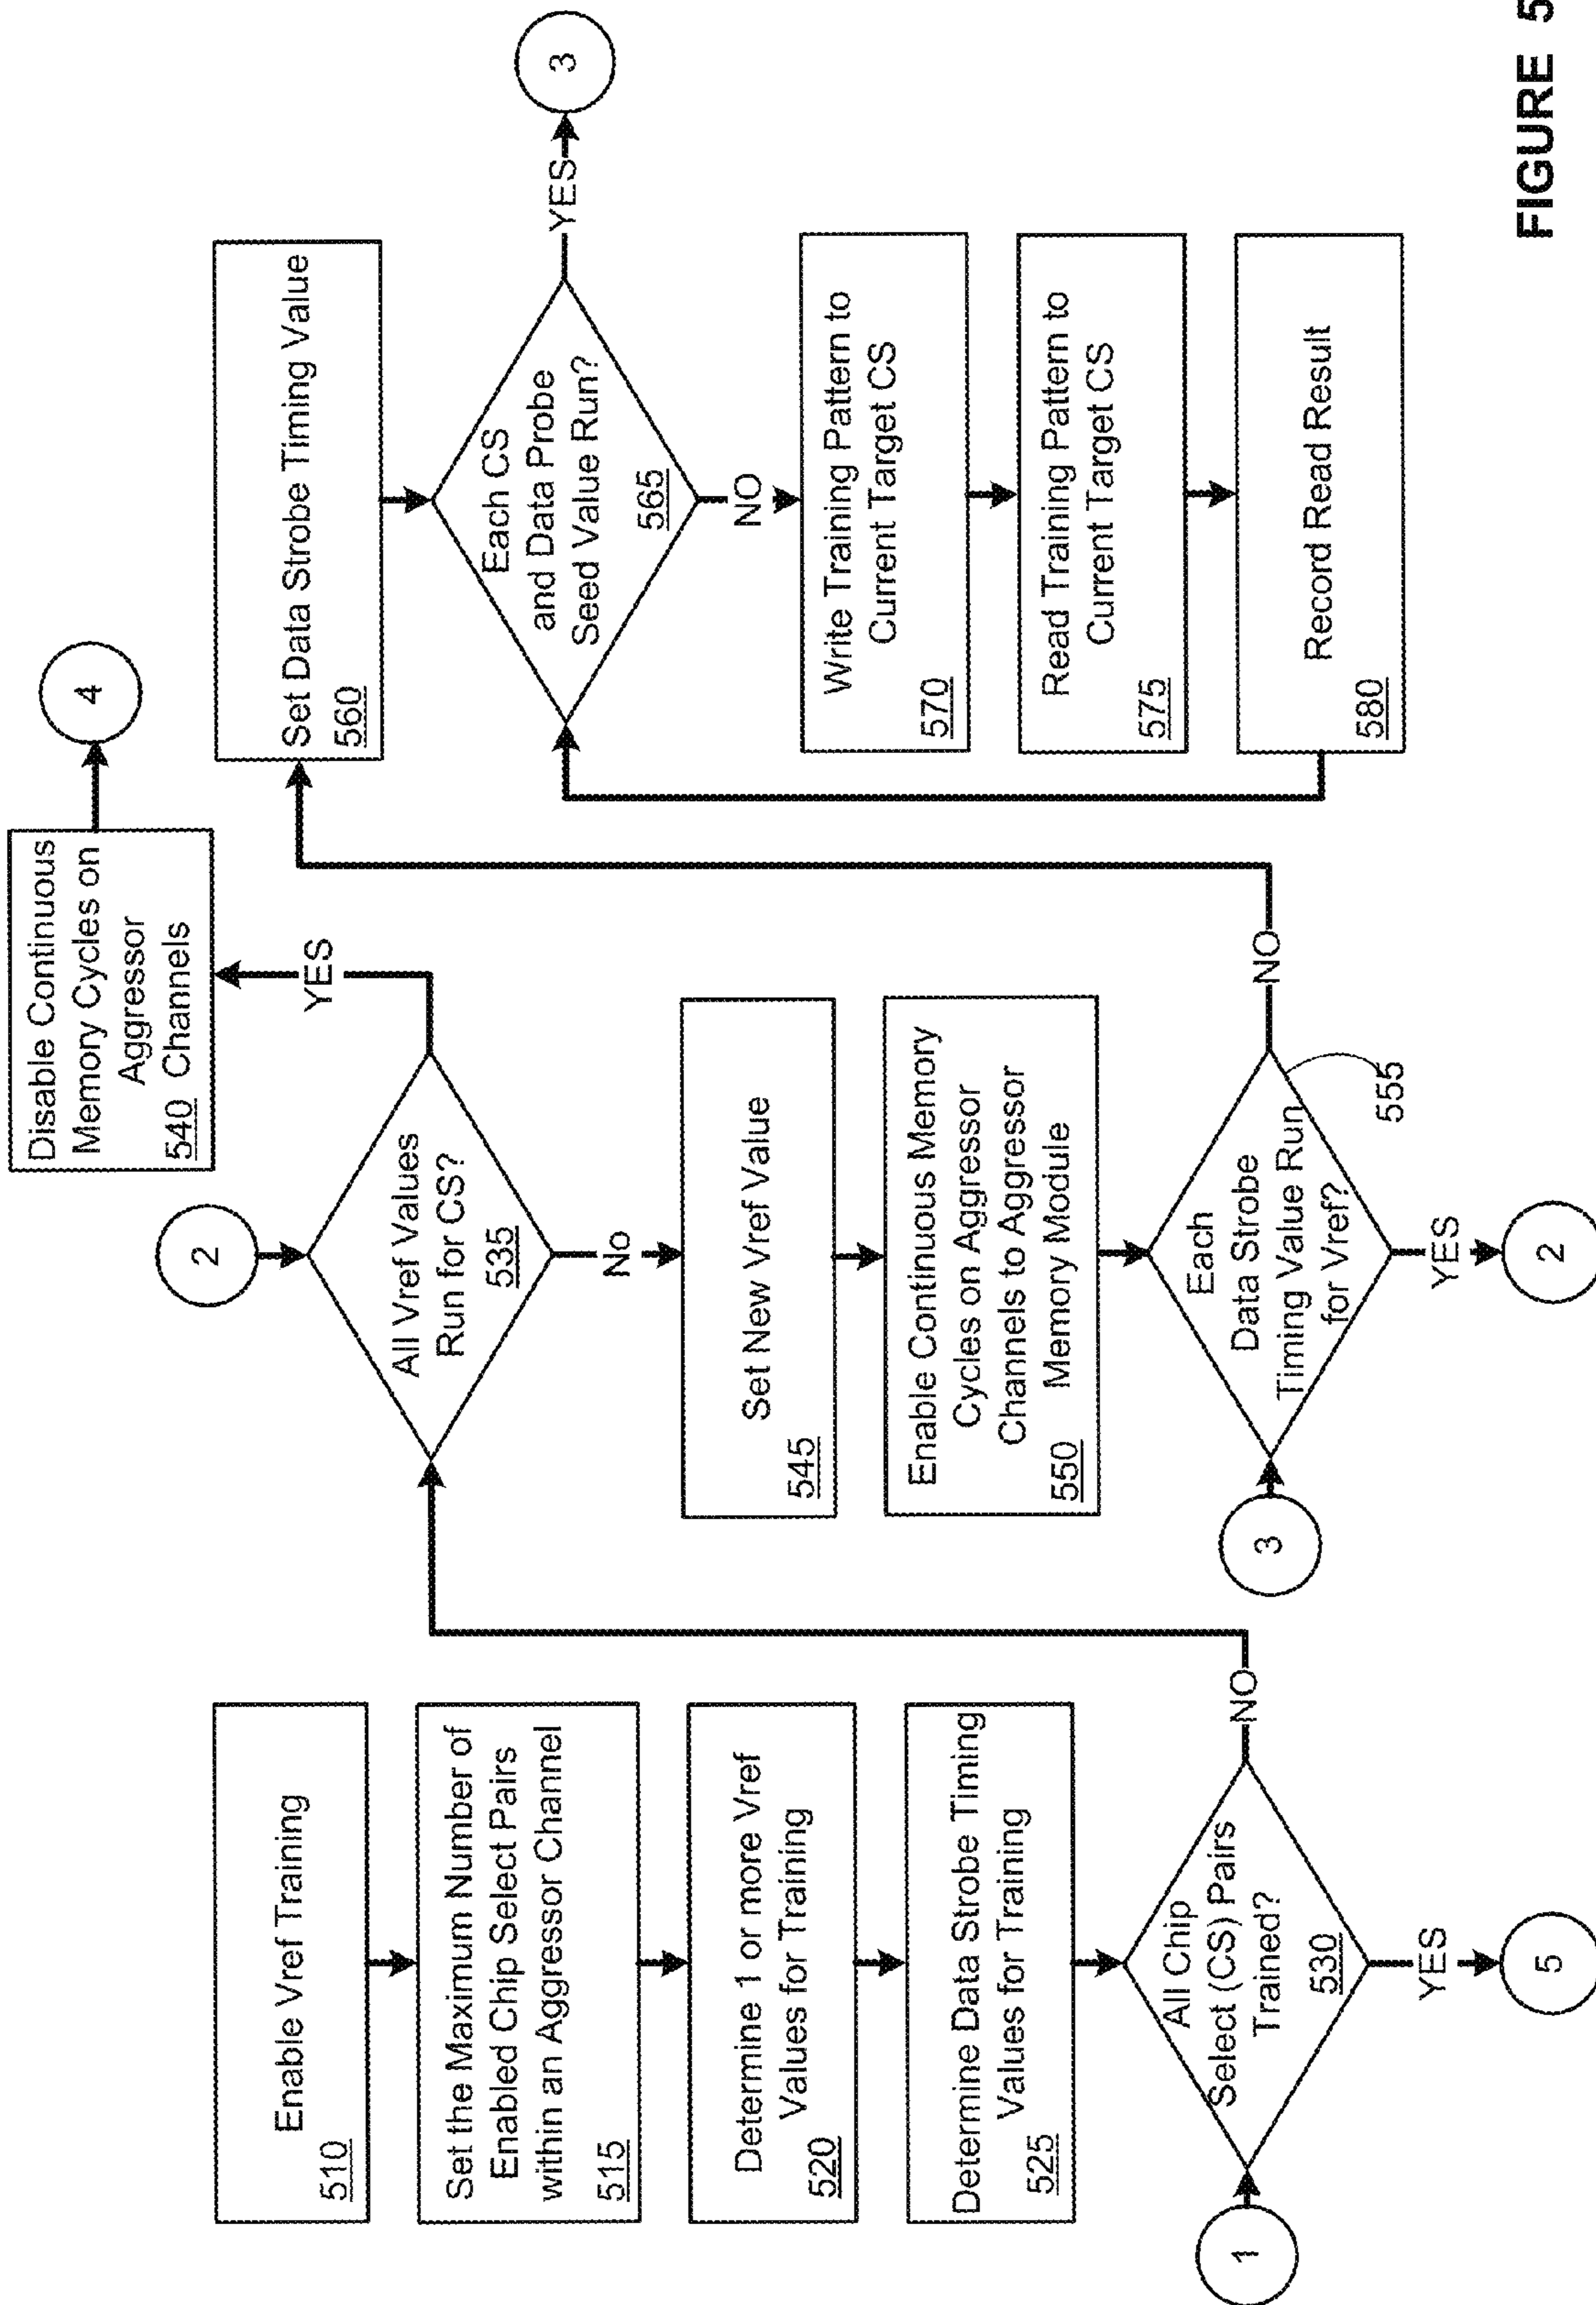 Enable Vref Training
510
Set the Maximum Number of
Enabled Chip Select Pairs
within an Aggressor Channel
515
Determine 1 or more Vref
Values for Training
520
Determine Data Strobe Timing
Values for Training
525
1
All Chip
Select (CS) Pairs
Trained?
530
NO
YES
5
2
All Vref Values
Run for CS?
535
YES
Disable Continuous
Memory Cycles on
Aggressor
540 Channels
4
No
Set New Vref Value
545
Enable Continuous Memory
Cycles on Aggressor
Channels to Aggressor
550 Memory Module
3
Each
Data Strobe
Timing Value Run
for Vref?
555
NO
YES
2
Set Data Strobe Timing Value
560
Each CS
and Data Probe
Seed Value Run?
565
YES
3
NO
Write Training Pattern to
Current Target CS
570
Read Training Pattern to
Current Target CS
575
Record Read Result
580
FIGURE 5